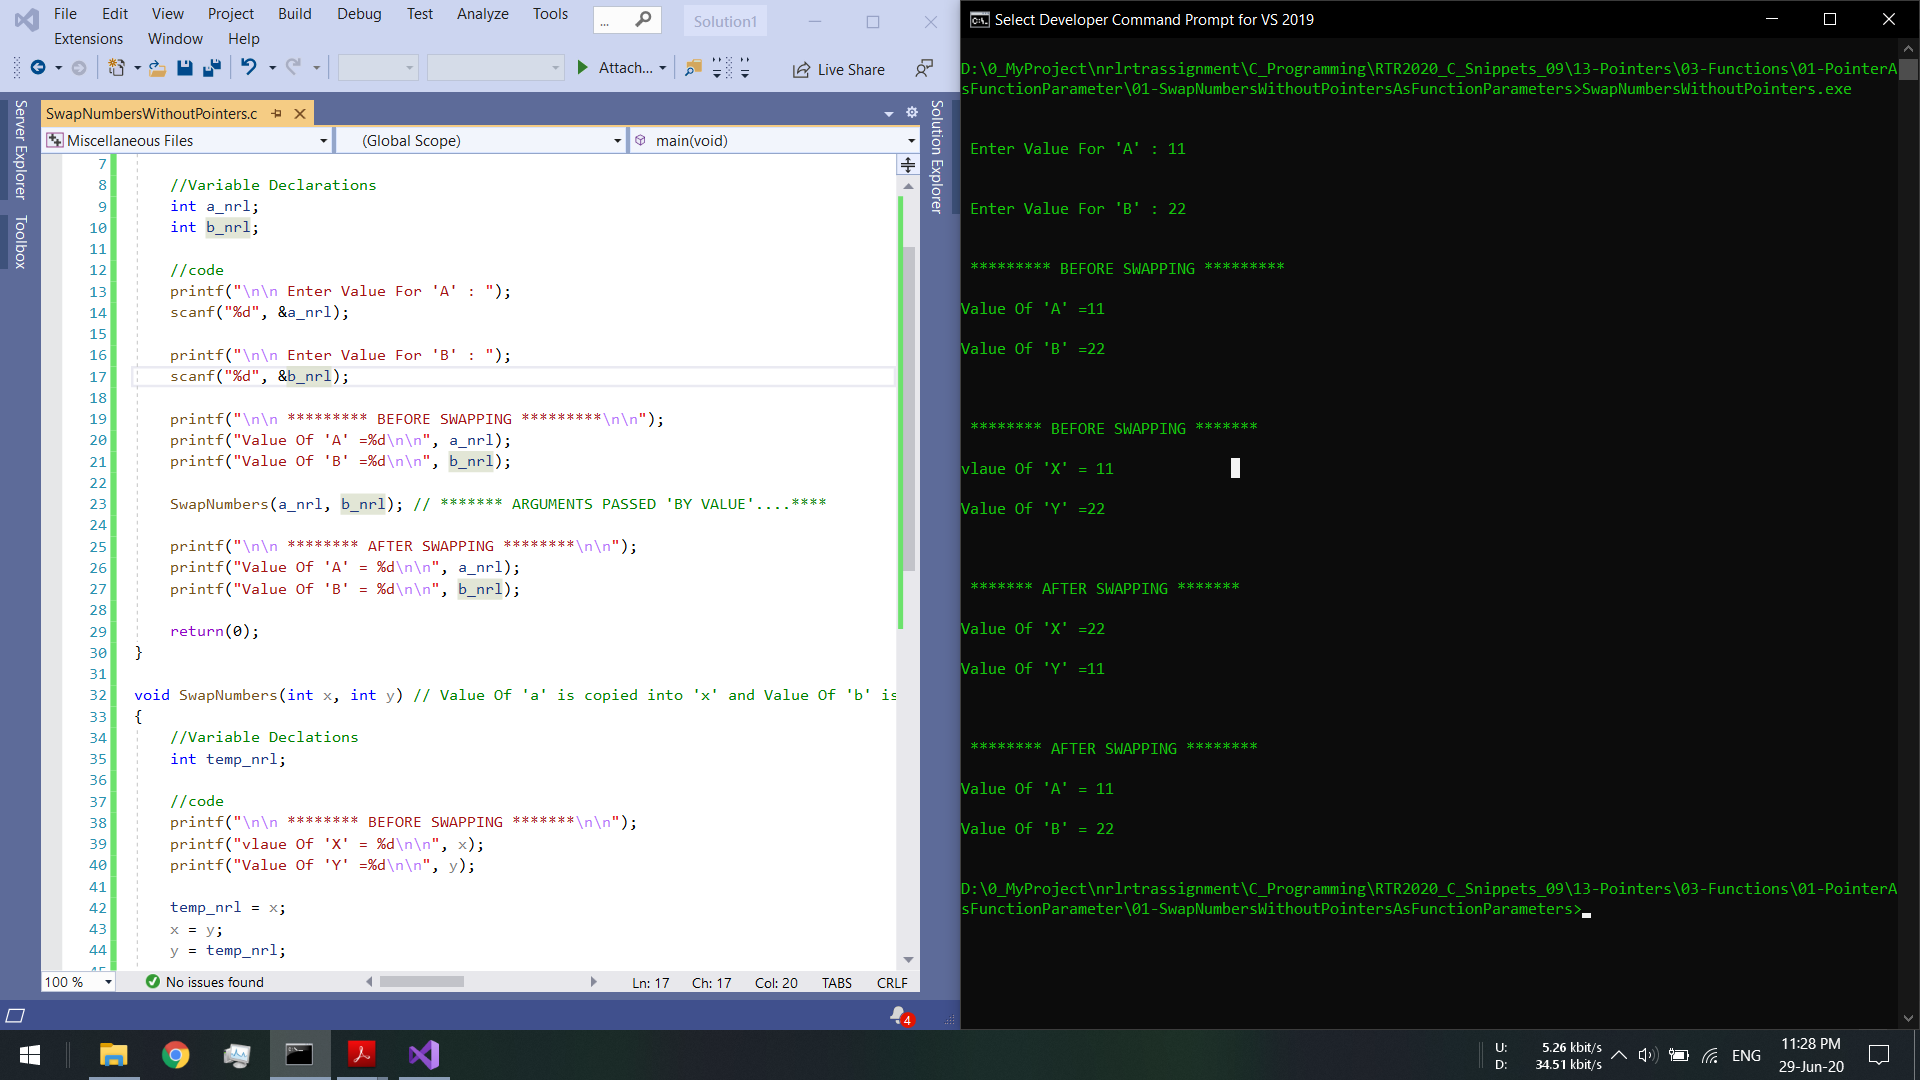 File Edit View Project Build Debug Test Analyze Tools ... Solution1
Extensions Window Help
Attach... Live Share
Server Explorer
Toolbox
Solution Explorer
SwapNumbersWithoutPointers.c
Miscellaneous Files (Global Scope) main(void)
7
8 //Variable Declarations
9 int a_nrl;
10 int b_nrl;
11
12 //code
13 printf("\n\n Enter Value For 'A' : ");
14 scanf("%d", &a_nrl);
15
16 printf("\n\n Enter Value For 'B' : ");
17 scanf("%d", &b_nrl);
18
19 printf("\n\n ********* BEFORE SWAPPING *********\n\n");
20 printf("Value Of 'A' =%d\n\n", a_nrl);
21 printf("Value Of 'B' =%d\n\n", b_nrl);
22
23 SwapNumbers(a_nrl, b_nrl); // ******* ARGUMENTS PASSED 'BY VALUE'....****
24
25 printf("\n\n ******** AFTER SWAPPING ********\n\n");
26 printf("Value Of 'A' = %d\n\n", a_nrl);
27 printf("Value Of 'B' = %d\n\n", b_nrl);
28
29 return(0);
30 }
31
32 void SwapNumbers(int x, int y) // Value Of 'a' is copied into 'x' and Value Of 'b' is
33 {
34 //Variable Declations
35 int temp_nrl;
36
37 //code
38 printf("\n\n ******** BEFORE SWAPPING *******\n\n");
39 printf("vlaue Of 'X' = %d\n\n", x);
40 printf("Value Of 'Y' =%d\n\n", y);
41
42 temp_nrl = x;
43 x = y;
44 y = temp_nrl;
45
100 % No issues found Ln: 17 Ch: 17 Col: 20 TABS CRLF
4
Select Developer Command Prompt for VS 2019
D:\0_MyProject\nrlrtrassignment\C_Programming\RTR2020_C_Snippets_09\13-Pointers\03-Functions\01-PointerA
sFunctionParameter\01-SwapNumbersWithoutPointersAsFunctionParameters>SwapNumbersWithoutPointers.exe
Enter Value For 'A' : 11
Enter Value For 'B' : 22
********* BEFORE SWAPPING *********
Value Of 'A' =11
Value Of 'B' =22
******** BEFORE SWAPPING *******
vlaue Of 'X' = 11
Value Of 'Y' =22
******* AFTER SWAPPING *******
Value Of 'X' =22
Value Of 'Y' =11
******** AFTER SWAPPING ********
Value Of 'A' = 11
Value Of 'B' = 22
D:\0_MyProject\nrlrtrassignment\C_Programming\RTR2020_C_Snippets_09\13-Pointers\03-Functions\01-PointerA
sFunctionParameter\01-SwapNumbersWithoutPointersAsFunctionParameters>
U: 5.26 kbit/s
D: 34.51 kbit/s
ENG
11:28 PM
29-Jun-20